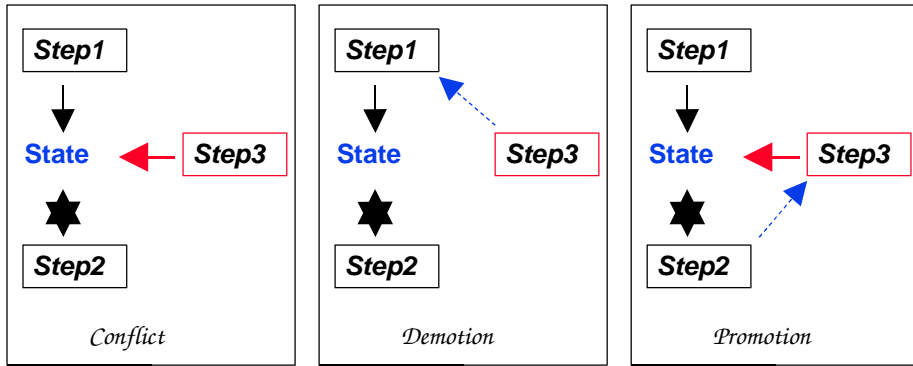 Step1
State
Step3
Step2
Conflict
Step1
State
Step3
Step2
Demotion
Step1
State
Step3
Step2
Promotion